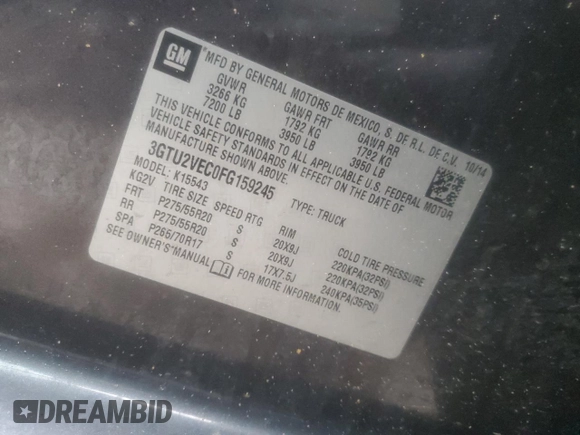 GM
MFD BY GENERAL MOTORS DE MEXICO, S. DE R.L. DE C.V. 10/14
GVWR GAWR FRT GAWR RR
3266 KG 1792 KG 1792 KG
7200 LB 3950 LB 3950 LB
THIS VEHICLE CONFORMS TO ALL APPLICABLE U.S. FEDERAL MOTOR
VEHICLE SAFETY STANDARDS IN EFFECT ON THE DATE OF
MANUFACTURE SHOWN ABOVE.
3GTU2VEC0FG159245 TYPE: TRUCK
MODEL: K15543
KG2V TIRE SIZE SPEED RTG RIM COLD TIRE PRESSURE
FRT P275/55R20 S 20X9J 220KPA(32PSI)
RR P275/55R20 S 20X9J 220KPA(32PSI)
SPA P265/70R17 S 17X7.5J 240KPA(35PSI)
SEE OWNER'S MANUAL FOR MORE INFORMATION.
DREAMBID